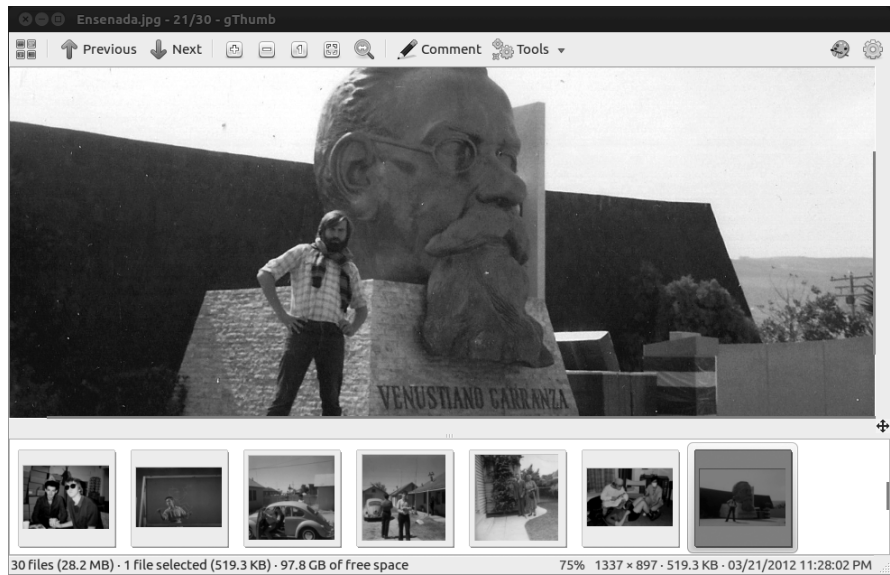 Ensenada.jpg - 21/30 - gThumb
Previous Next Comment Tools
VENUSTIANO CARRANZA
30 files (28.2 MB) · 1 file selected (519.3 KB) · 97.8 GB of free space 75% 1337 × 897 · 519.3 KB · 03/21/2012 11:28:02 PM